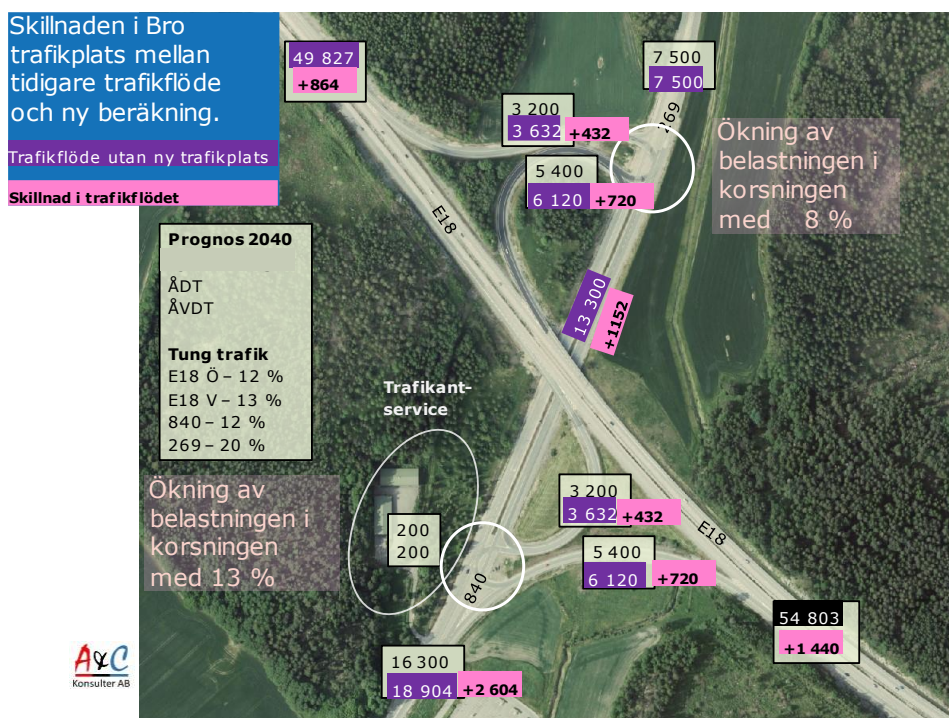 Skillnaden i Bro
trafikplats mellan
tidigare trafikflöde
och ny beräkning.
Trafikflöde utan ny trafikplats
Skillnad i trafikflödet
49 827
+864
7 500
7 500
269
3 200
3 632 +432
5 400
6 120 +720
Ökning av
belastningen i
korsningen
med 8 %
E18
Prognos 2040
ÅDT
ÅVDT
Tung trafik
E18 Ö – 12 %
E18 V – 13 %
840 – 12 %
269 – 20 %
13 300
+1152
Trafikant-
service
Ökning av
belastningen i
korsningen
med 13 %
200
200
840
3 200
3 632 +432
E18
5 400
6 120 +720
54 803
+1 440
16 300
18 904 +2 604
A&C
Konsulter AB